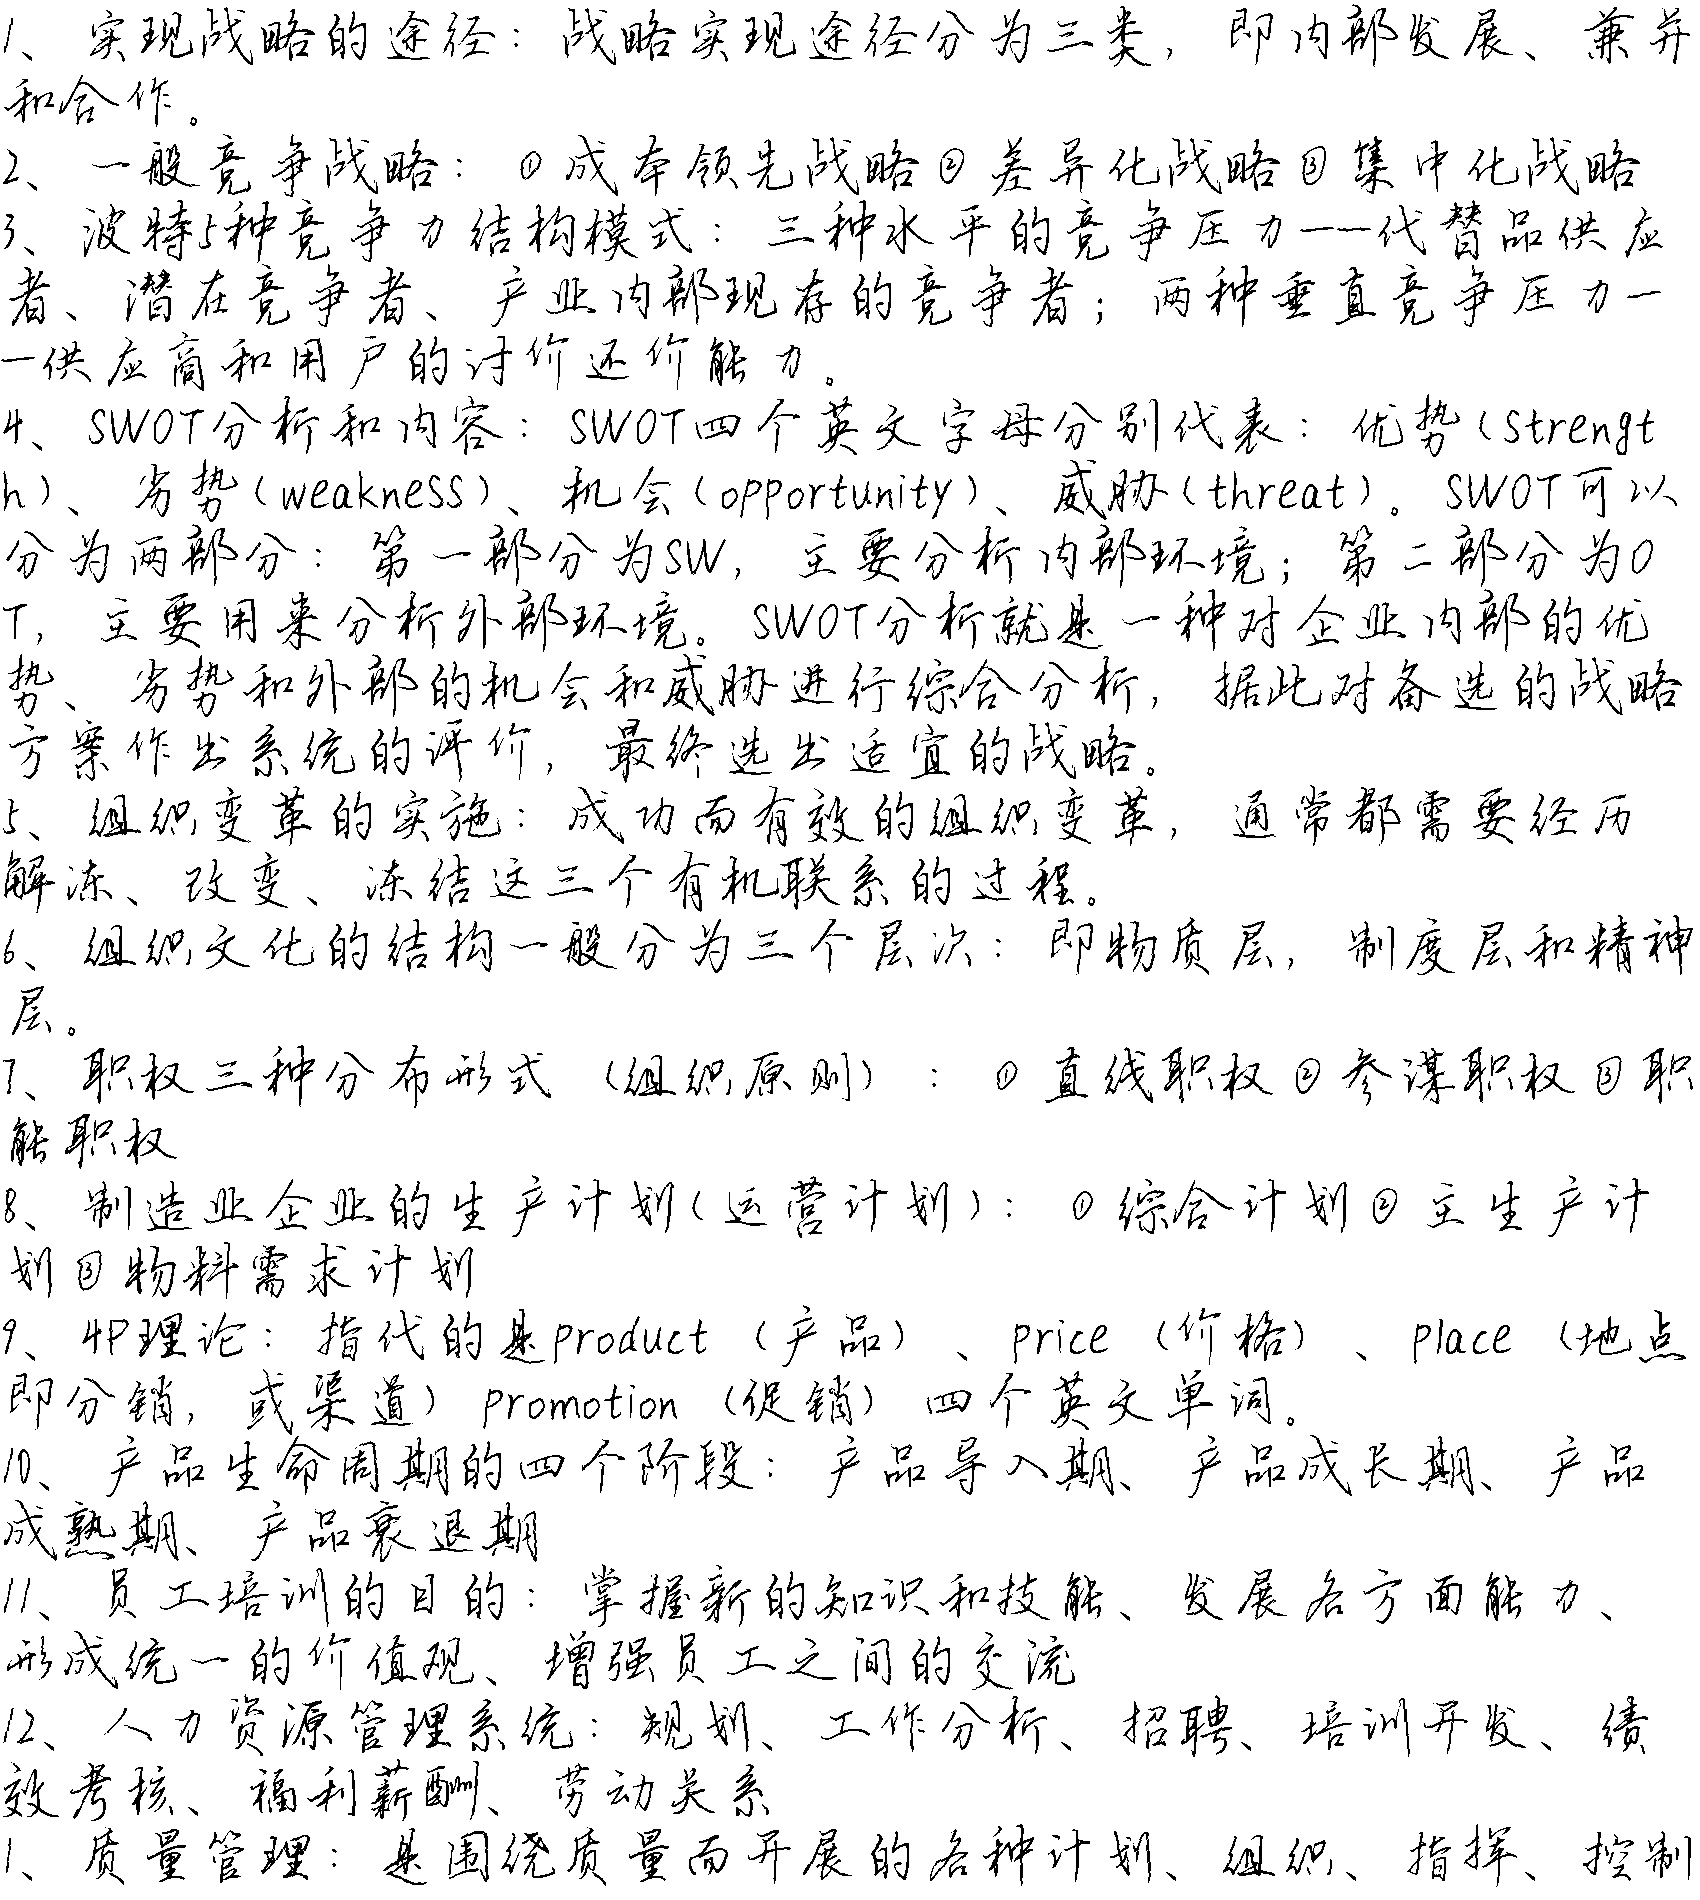 1、实现战略的途径：战略实现途径分为三类，即内部发展、兼并
和合作。
2、一般竞争战略：①成本领先战略②差异化战略③集中化战略
3、波特5种竞争力结构模式：三种水平的竞争压力——代替品供应
者、潜在竞争者、产业内部现存的竞争者；两种垂直竞争压力—
—供应商和用户的讨价还价能力。
4、SWOT分析和内容：SWOT四个英文字母分别代表：优势(Strengt
h)、劣势(weakness)、机会(opportunity)、威胁(threat)。SWOT可以
分为两部分：第一部分为SW，主要分析内部环境；第二部分为O
T，主要用来分析外部环境。SWOT分析就是一种对企业内部的优
势、劣势和外部的机会和威胁进行综合分析，据此对备选的战略
方案作出系统的评价，最终选出适宜的战略。
5、组织变革的实施：成功而有效的组织变革，通常都需要经历
解冻、改变、冻结这三个有机联系的过程。
6、组织文化的结构一般分为三个层次：即物质层，制度层和精神
层。
7、职权三种分布形式（组织原则）：①直线职权②参谋职权③职
能职权
8、制造业企业的生产计划(运营计划)：①综合计划②主生产计
划③物料需求计划
9、4P理论：指代的是product（产品）、price（价格）、place（地点
即分销，或渠道）promotion（促销）四个英文单词。
10、产品生命周期的四个阶段：产品导入期、产品成长期、产品
成熟期、产品衰退期
11、员工培训的目的：掌握新的知识和技能、发展各方面能力、
形成统一的价值观、增强员工之间的交流
12、人力资源管理系统：规划、工作分析、招聘、培训开发、绩
效考核、福利薪酬、劳动关系
1、质量管理：是围绕质量而开展的各种计划、组织、指挥、控制